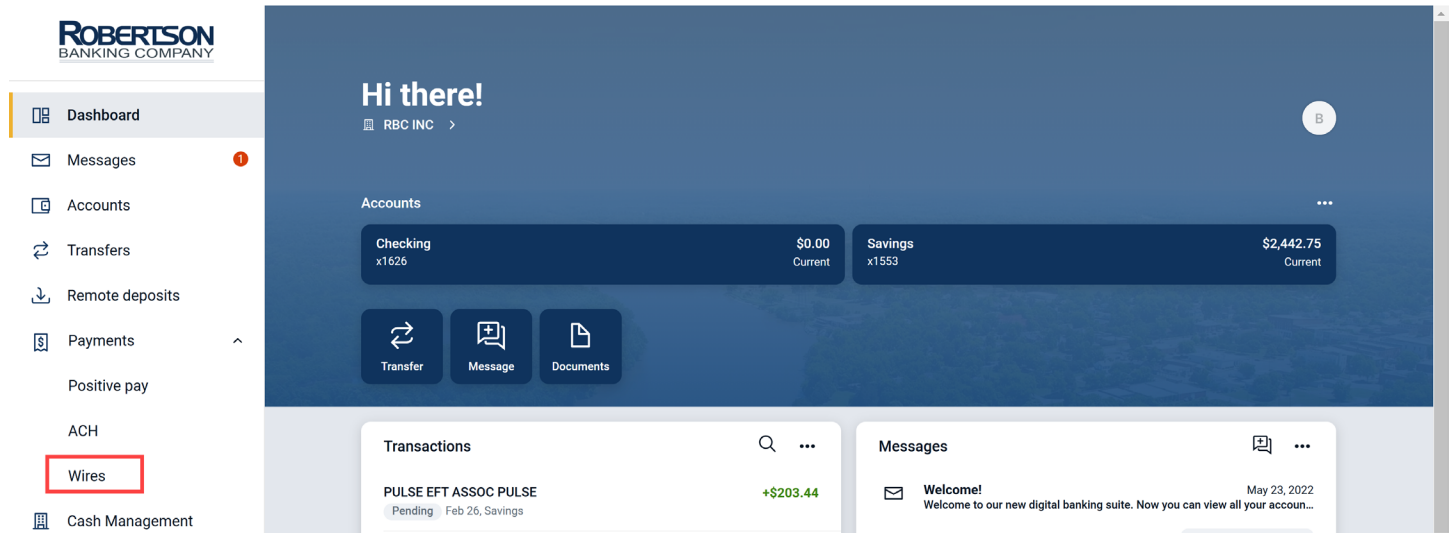 ROBERTSON
BANKING COMPANY
Dashboard
Messages 1
Accounts
Transfers
Remote deposits
Payments
Positive pay
ACH
Wires
Cash Management
Hi there!
RBC INC >
B
Accounts
Checking $0.00
x1626 Current
Savings $2,442.75
x1553 Current
Transfer Message Documents
Transactions
PULSE EFT ASSOC PULSE +$203.44
Pending Feb 26, Savings
Messages
Welcome! May 23, 2022
Welcome to our new digital banking suite. Now you can view all your accoun...